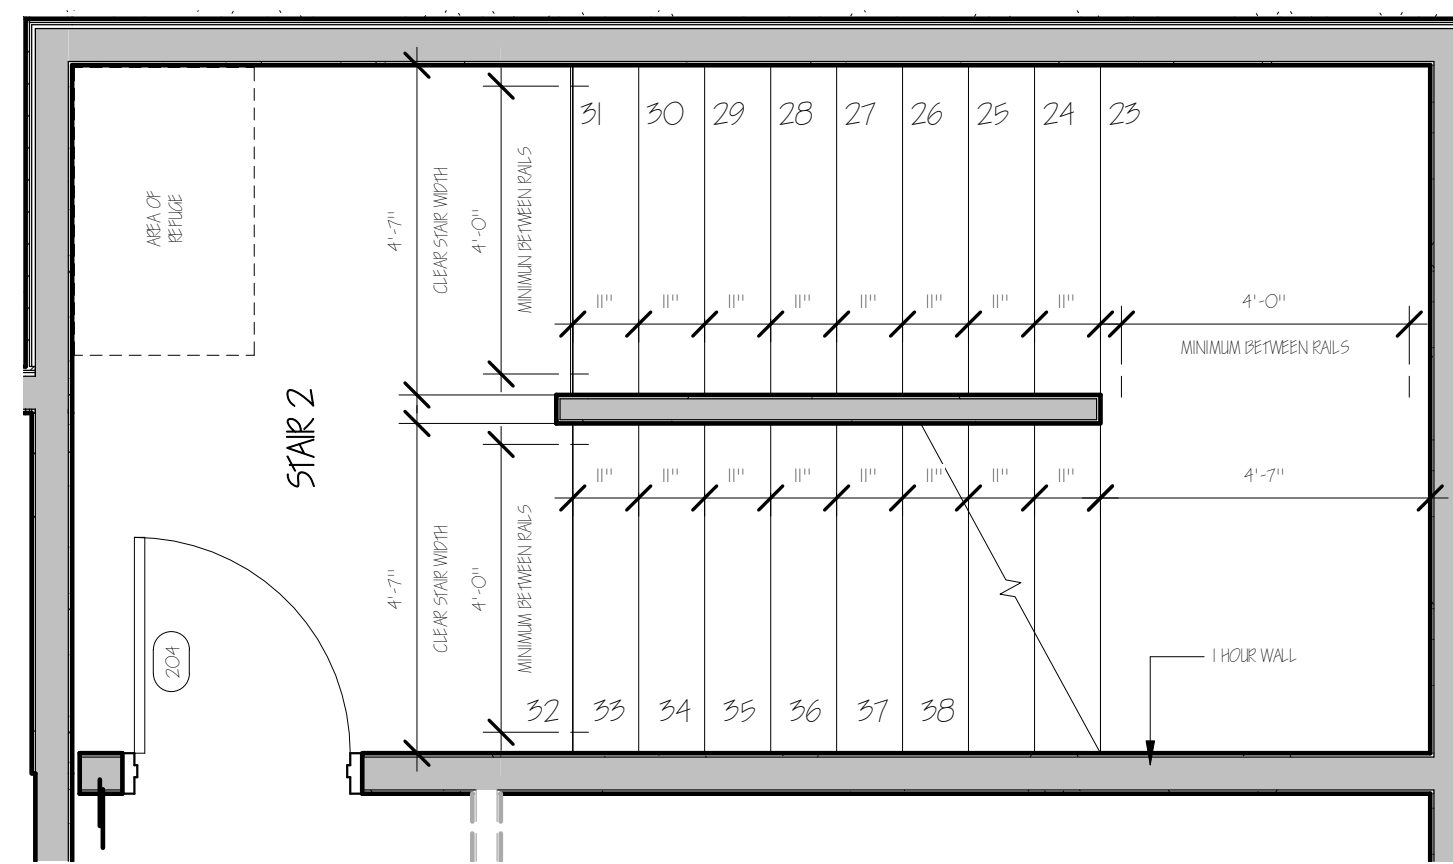 31 30 29 28 27 26 25 24 23
AREA OF
REFUGE
4'-7"
CLEAR STAIR WIDTH
4'-0"
MINIMUN BETWEEN RAILS
11" 11" 11" 11" 11" 11" 11" 11" 4'-0"
MINIMUM BETWEEN RAILS
STAIR 2
11" 11" 11" 11" 11" 11" 11" 11" 4'-7"
4'-7"
CLEAR STAIR WIDTH
4'-0"
MINIMUM BETWEEN RAILS
204
1 HOUR WALL
32 33 34 35 36 37 38